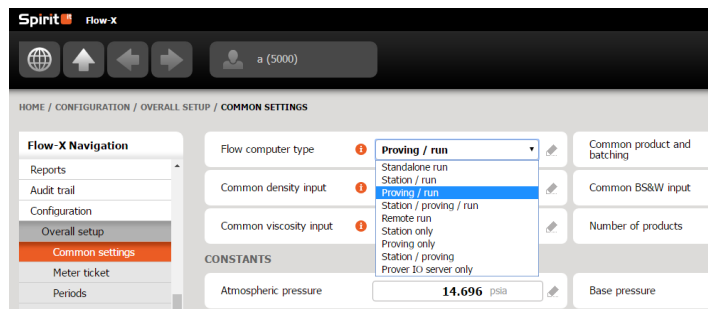 Spirit Flow-X
a (5000)
HOME / CONFIGURATION / OVERALL SETUP / COMMON SETTINGS
Flow-X Navigation
Reports
Audit trail
Configuration
Overall setup
Common settings
Meter ticket
Periods
Flow computer type
Proving / run
Standalone run
Station / run
Proving / run
Station / proving / run
Remote run
Station only
Proving only
Station / proving
Prover IO server only
Common product and
batching
Common density input
Common BS&W input
Common viscosity input
Number of products
CONSTANTS
Atmospheric pressure
14.696 psia
Base pressure